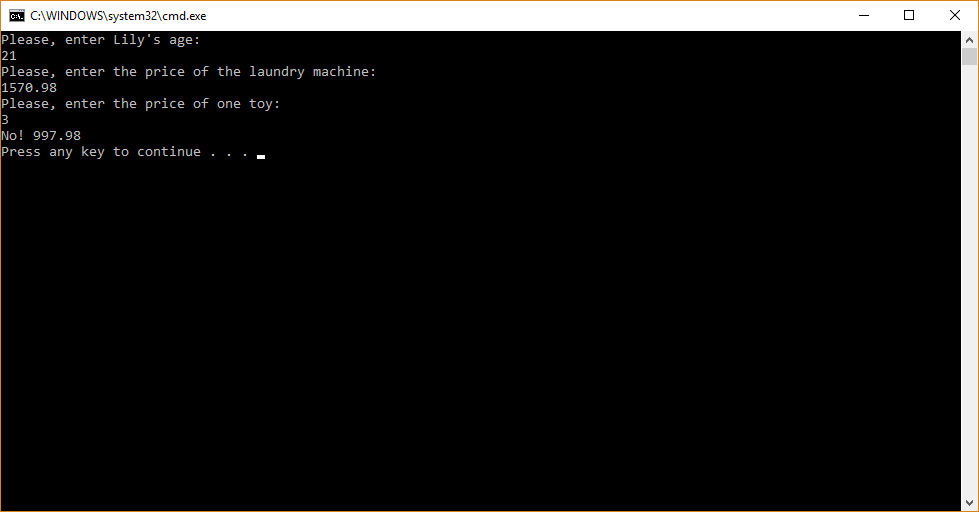 C:\WINDOWS\system32\cmd.exe
Please, enter Lily's age:
21
Please, enter the price of the laundry machine:
1570.98
Please, enter the price of one toy:
3
No! 997.98
Press any key to continue . . .